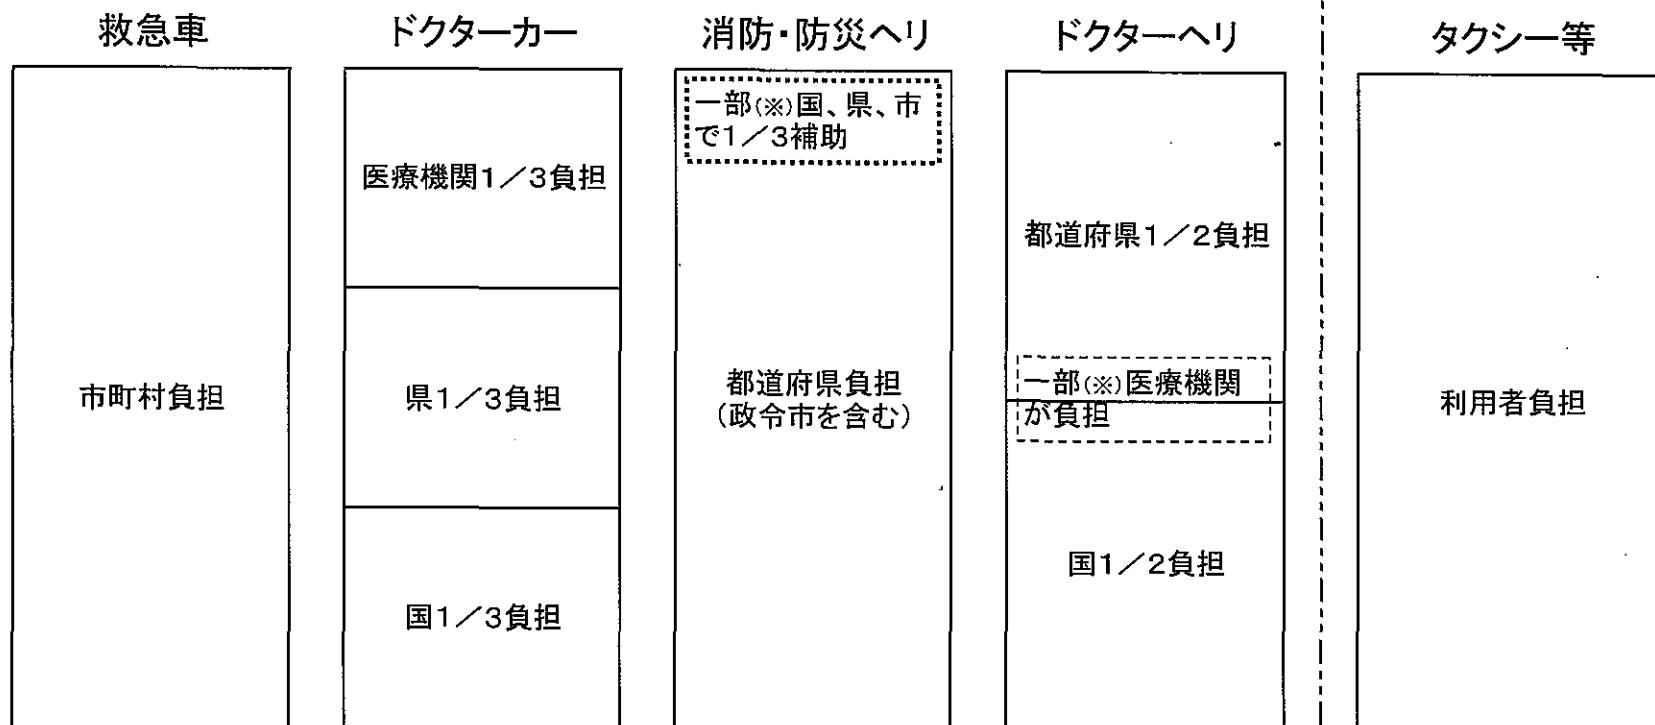 救急車
ドクターカー
消防・防災ヘリ
ドクターヘリ
タクシー等
市町村負担
医療機関1／3負担
県1／3負担
国1／3負担
一部(※)国、県、市
で1／3補助
都道府県負担
(政令市を含む)
都道府県1／2負担
一部(※)医療機関
が負担
国1／2負担
利用者負担